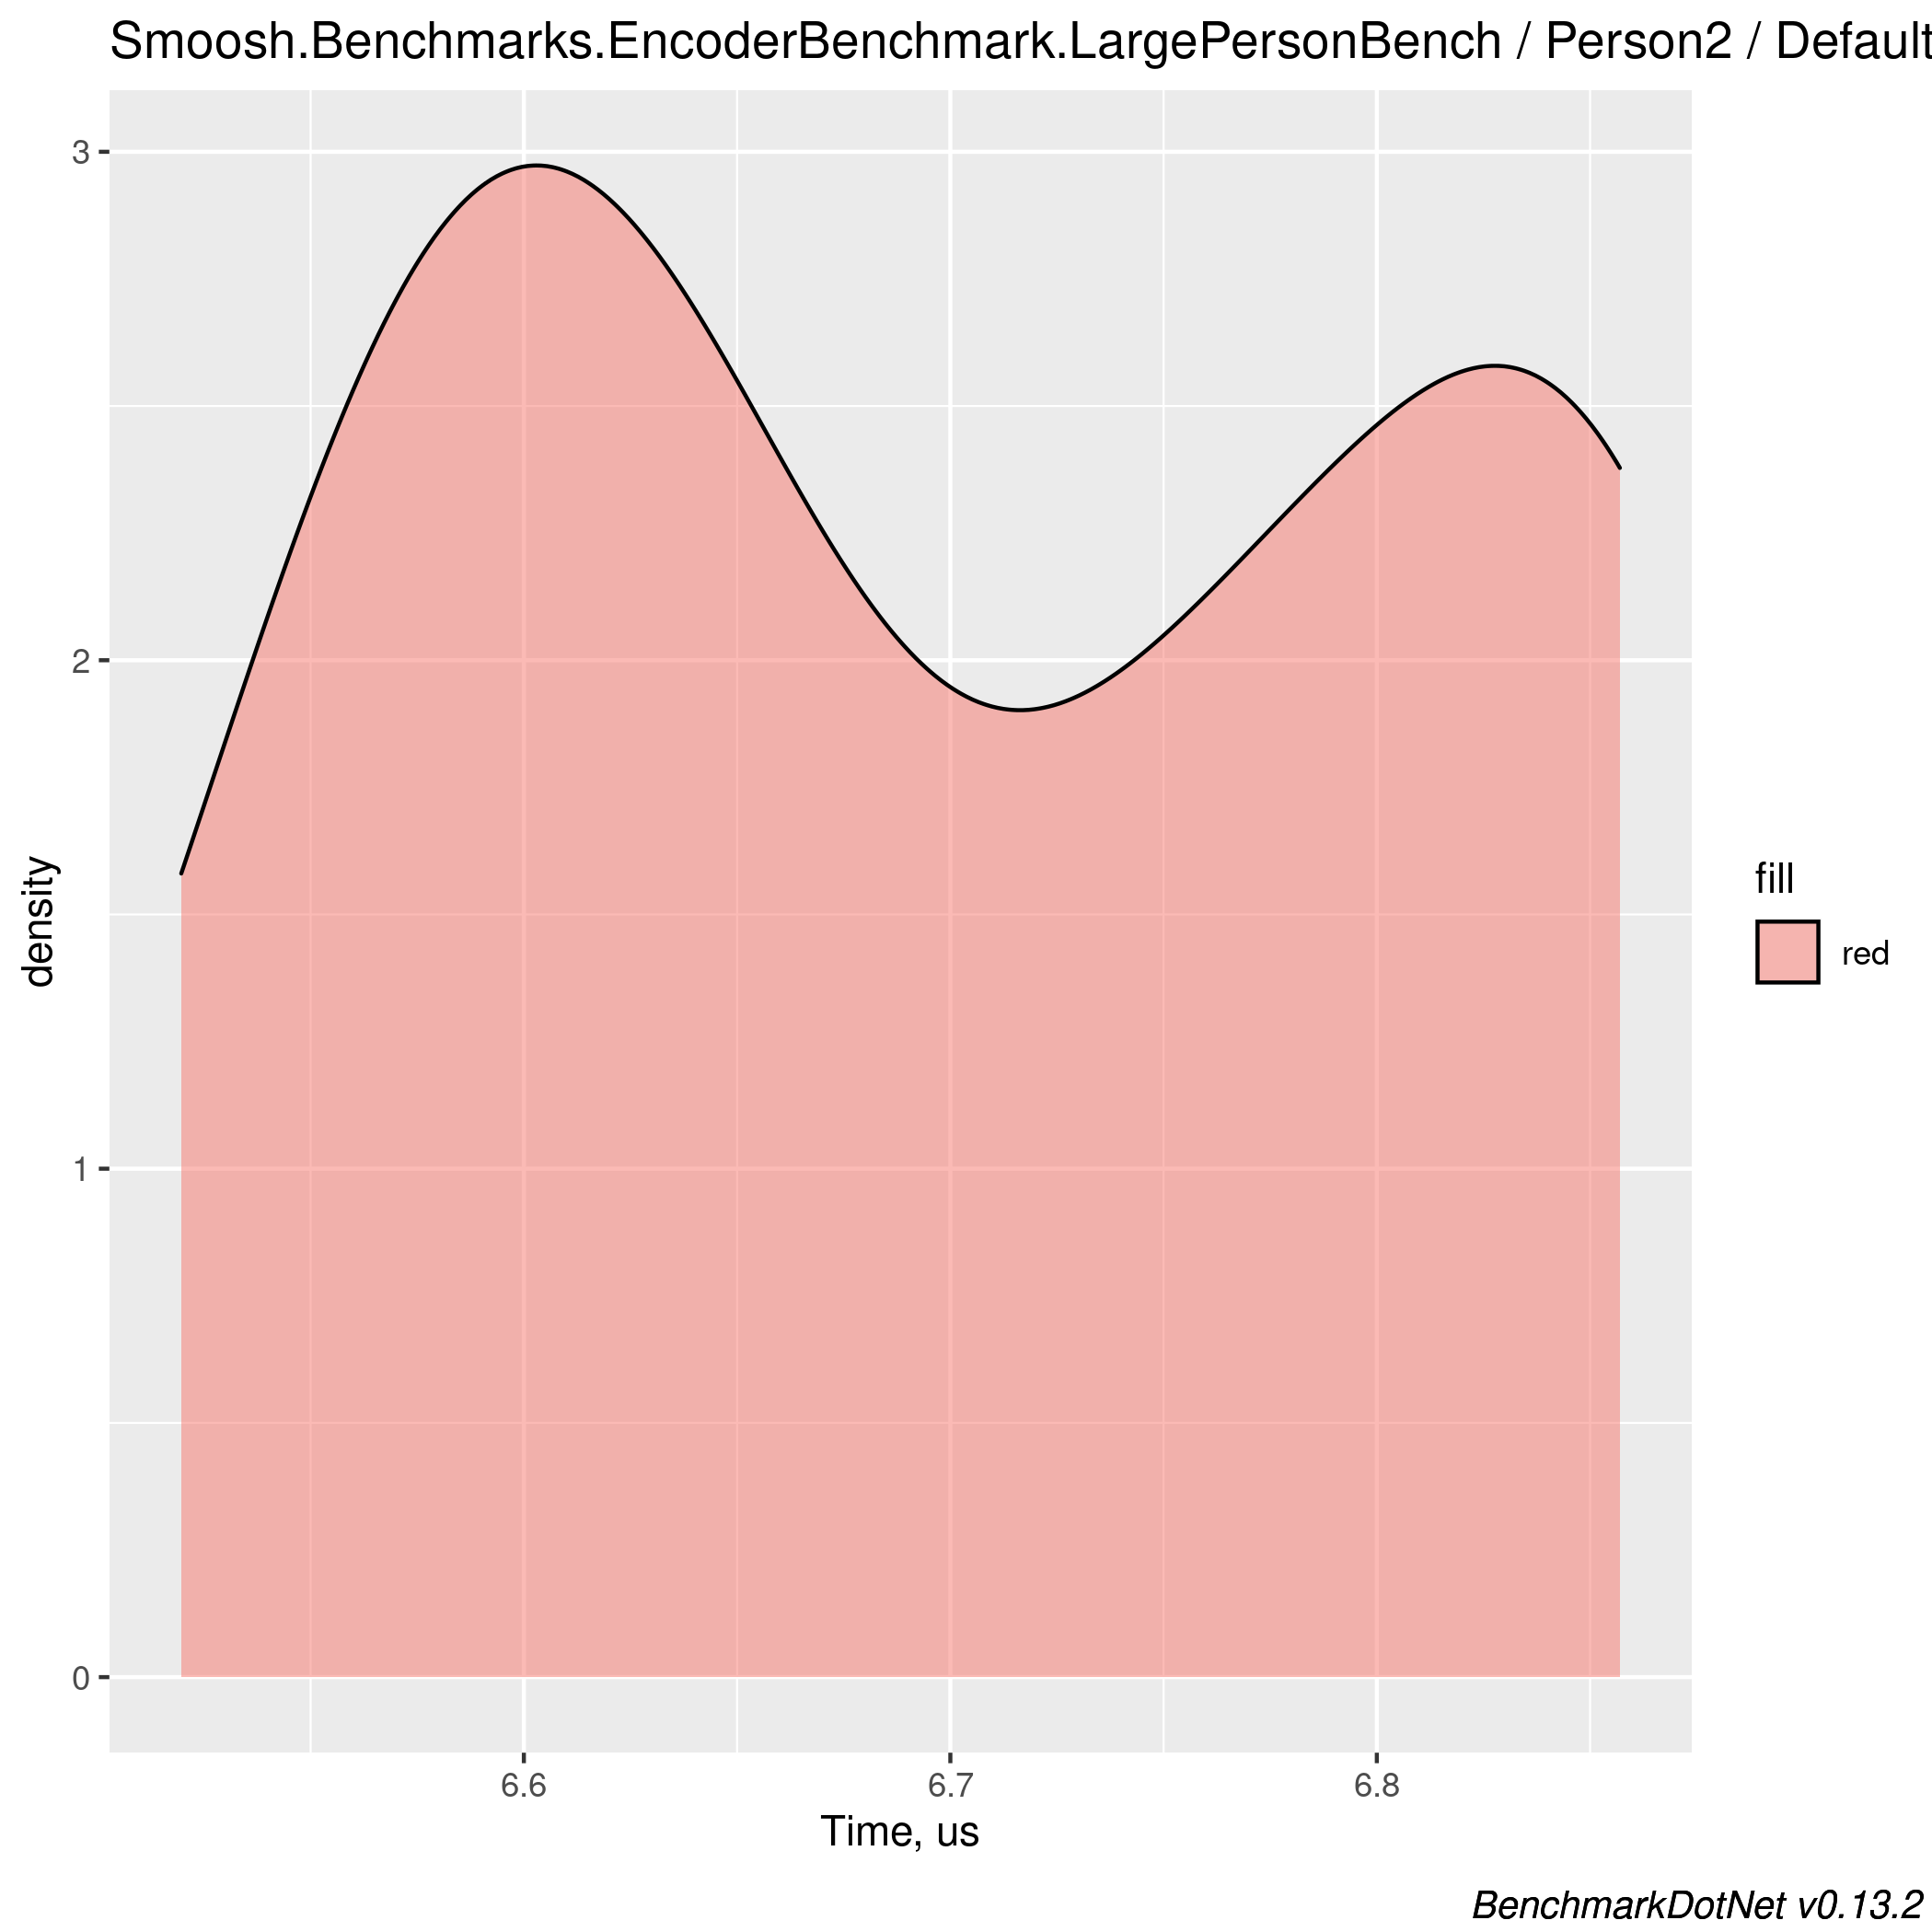 Smoosh.Benchmarks.EncoderBenchmark.LargePersonBench / Person2 / Default
3
2
1
0
density
6.6
6.7
6.8
Time, us
fill
red
BenchmarkDotNet v0.13.2